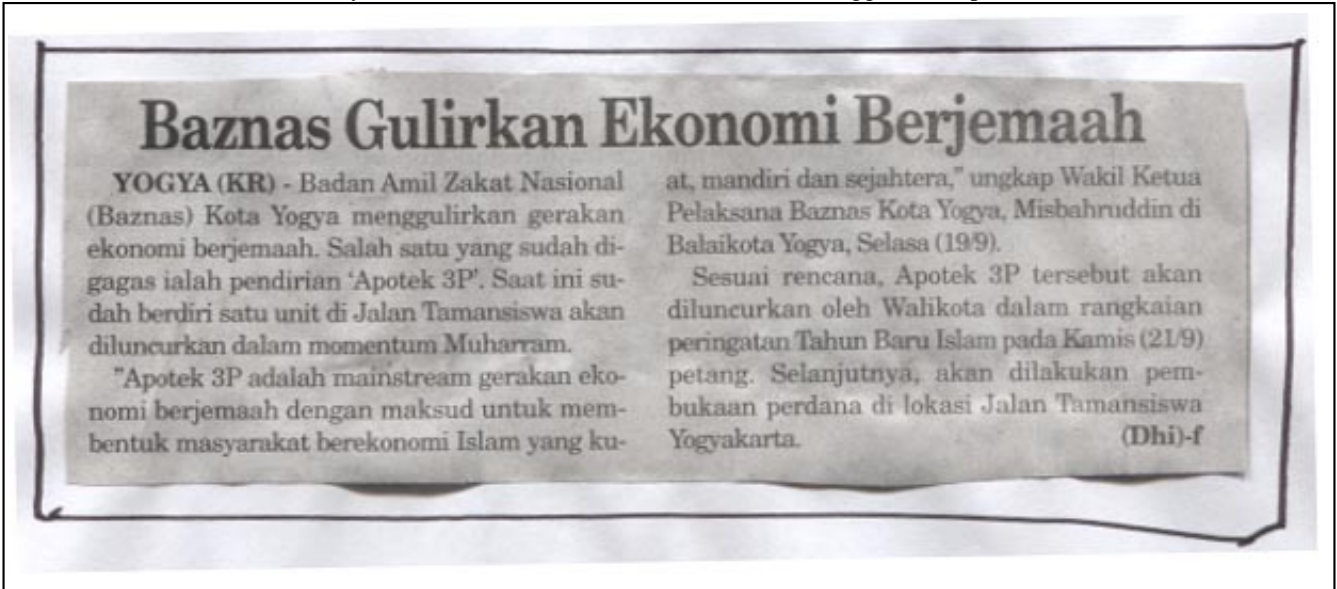 Baznas Gulirkan Ekonomi Berjemaah
YOGYA (KR) - Badan Amil Zakat Nasional
(Baznas) Kota Yogya menggulirkan gerakan
ekonomi berjemaah. Salah satu yang sudah di-
gagas ialah pendirian 'Apotek 3P'. Saat ini su-
dah berdiri satu unit di Jalan Tamansiswa akan
diluncurkan dalam momentum Muharram.
"Apotek 3P adalah mainstream gerakan eko-
nomi berjemaah dengan maksud untuk mem-
bentuk masyarakat berekonomi Islam yang ku-
at, mandiri dan sejahtera," ungkap Wakil Ketua
Pelaksana Baznas Kota Yogya, Misbahruddin di
Balaikota Yogya, Selasa (19/9).
Sesuai rencana, Apotek 3P tersebut akan
diluncurkan oleh Walikota dalam rangkaian
peringatan Tahun Baru Islam pada Kamis (21/9)
petang. Selanjutnya, akan dilakukan pem-
bukaan perdana di lokasi Jalan Tamansiswa
Yogyakarta. (Dhi)-f